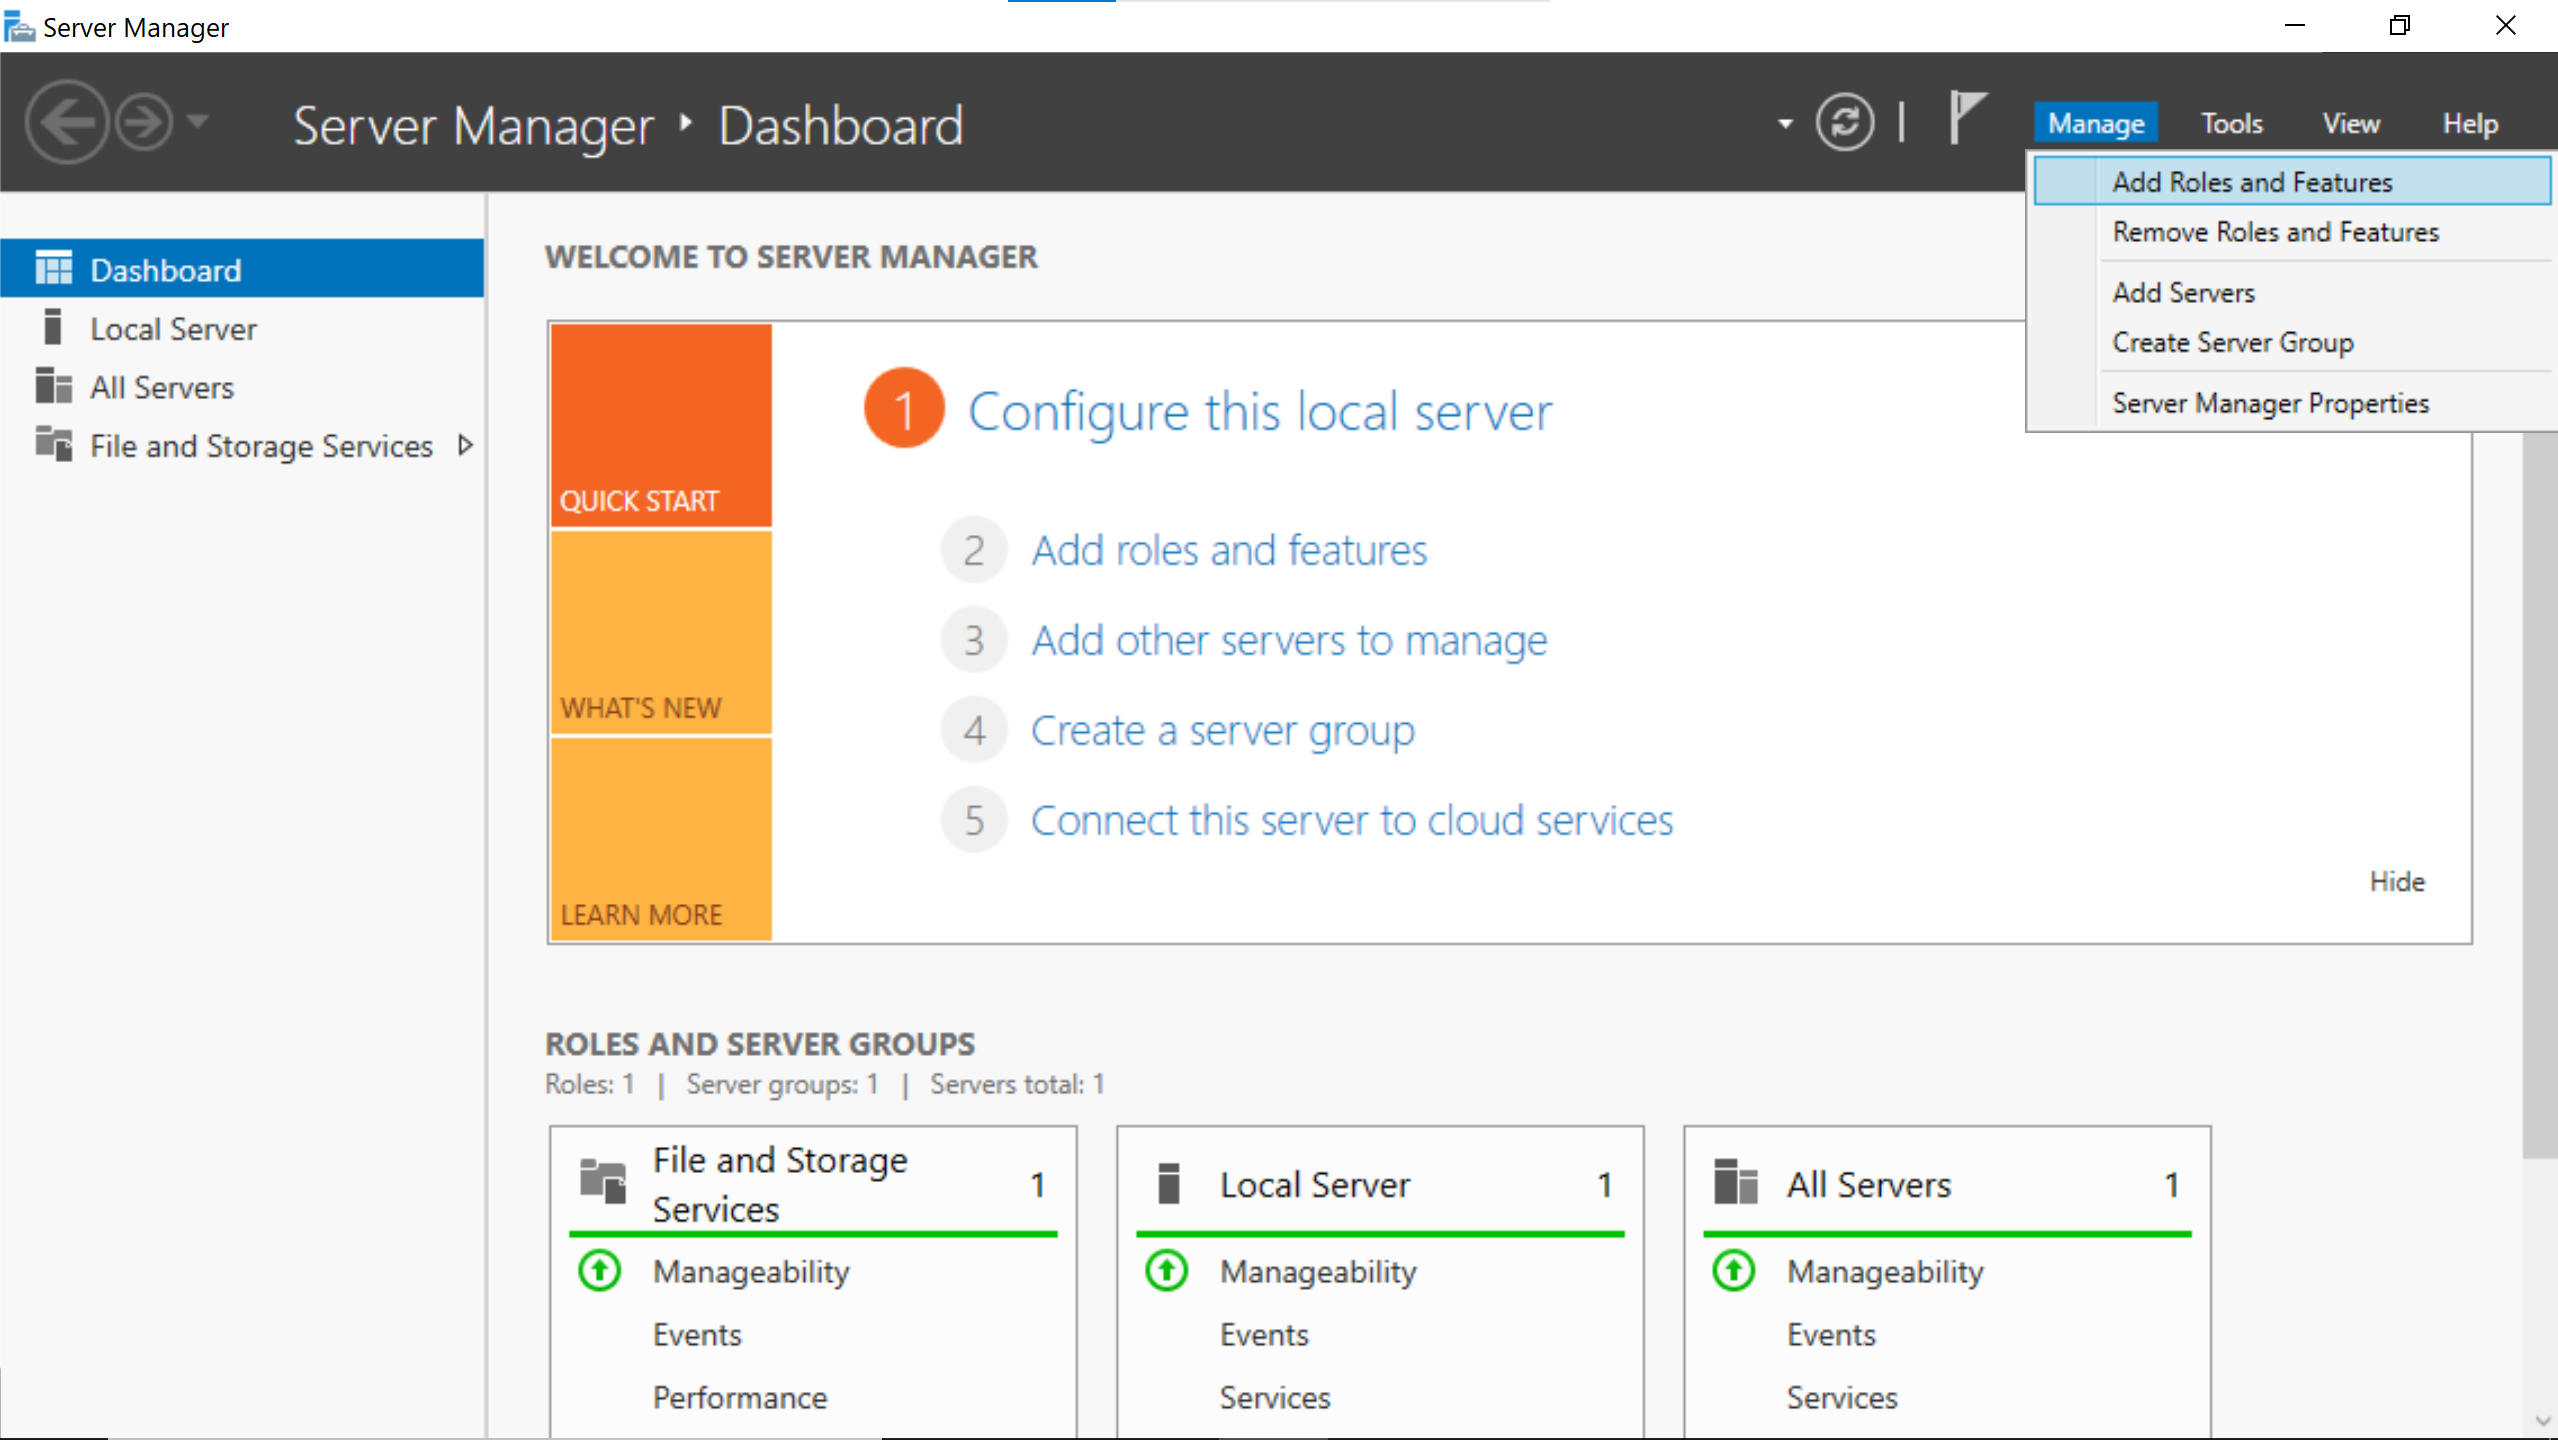 Server Manager
Server Manager ‣ Dashboard
Manage
Tools
View
Help
Add Roles and Features
Remove Roles and Features
Add Servers
Create Server Group
Server Manager Properties
Dashboard
Local Server
All Servers
File and Storage Services
WELCOME TO SERVER MANAGER
QUICK START
WHAT'S NEW
LEARN MORE
1 Configure this local server
2 Add roles and features
3 Add other servers to manage
4 Create a server group
5 Connect this server to cloud services
Hide
ROLES AND SERVER GROUPS
Roles: 1 | Server groups: 1 | Servers total: 1
File and Storage
Services
1
Manageability
Events
Performance
Local Server 1
Manageability
Events
Services
All Servers 1
Manageability
Events
Services